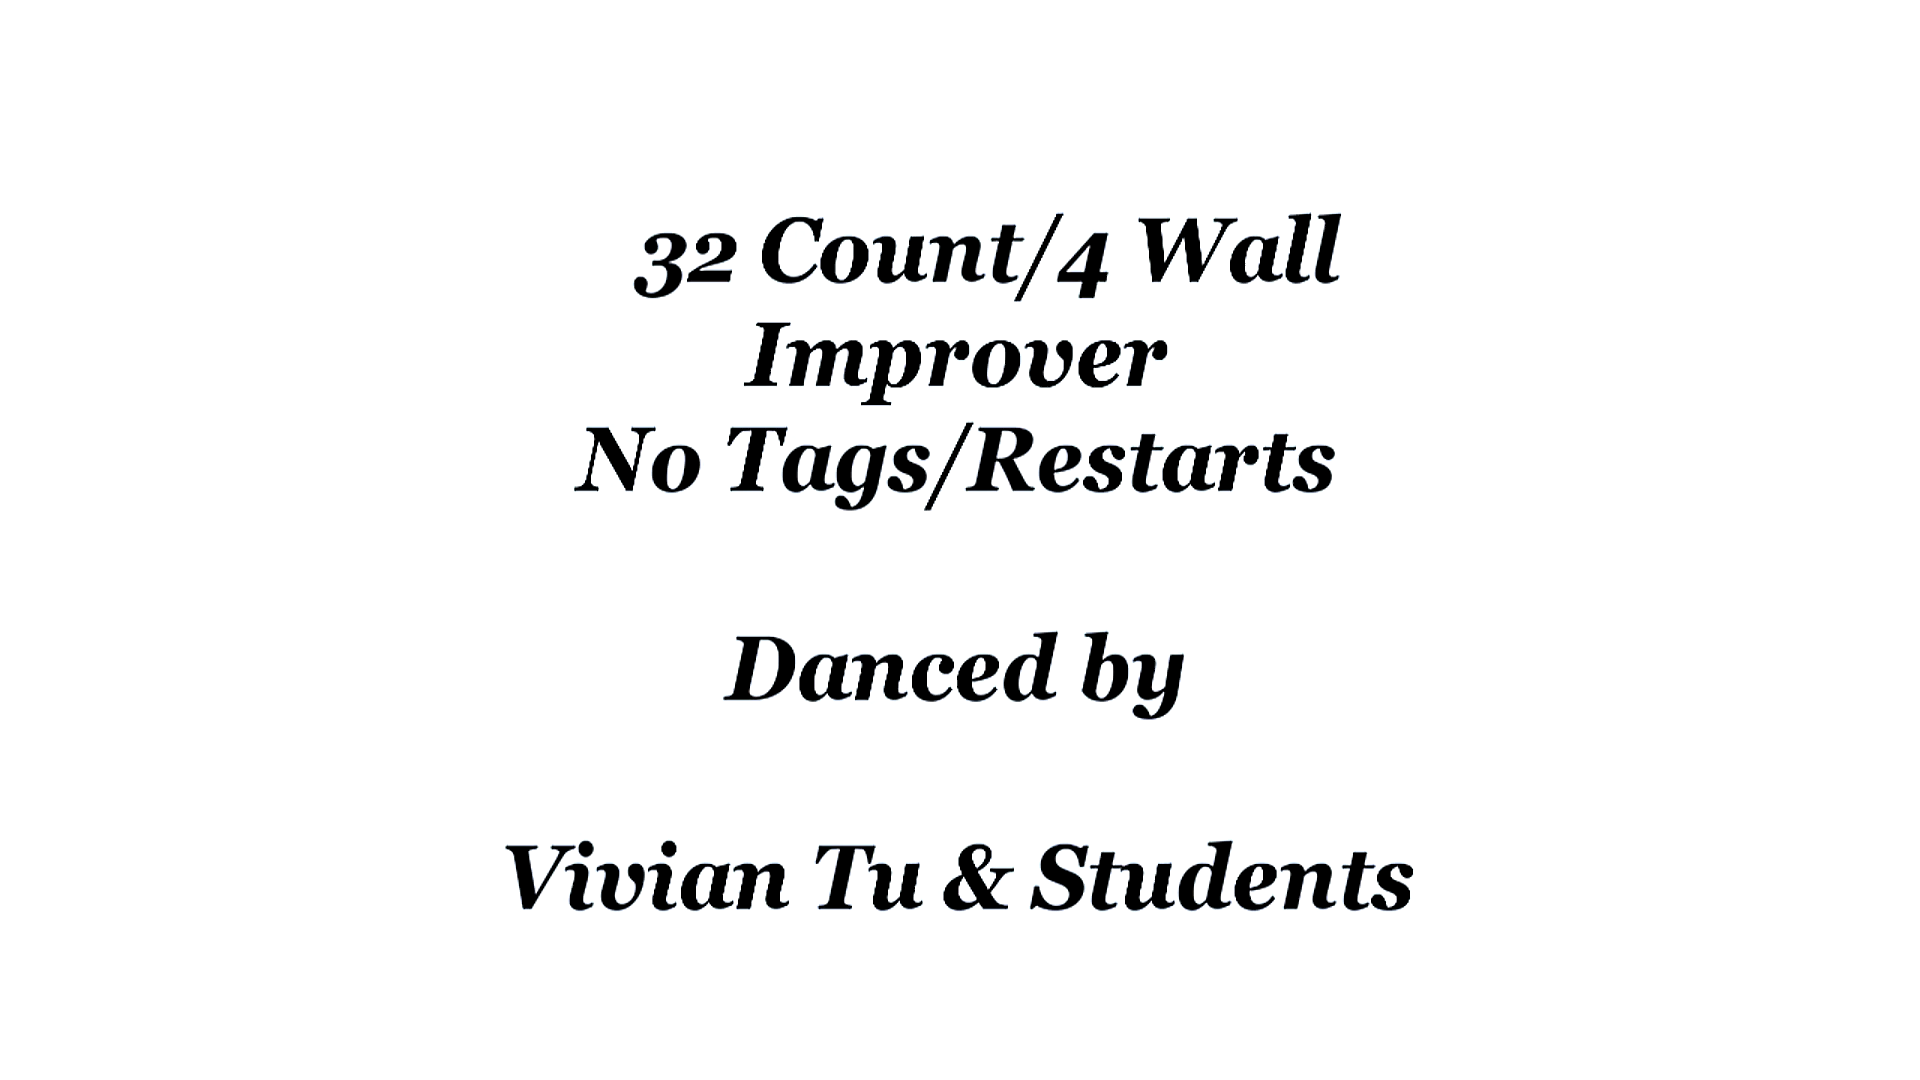 32 Count/4 Wall
Improver
No Tags/Restarts
Danced by
Vivian Tu & Students